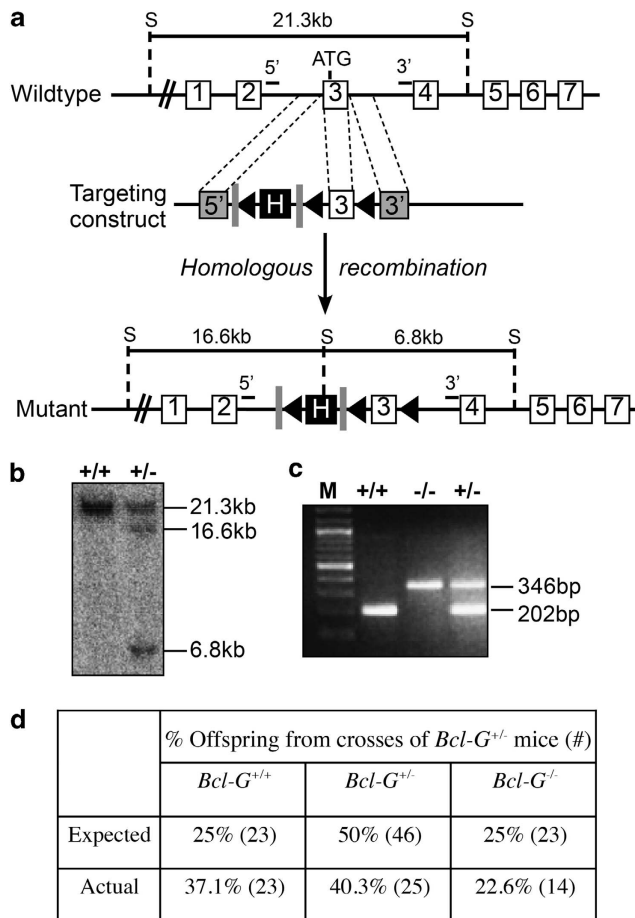 a
S 21.3kb S
5' ATG 3'
Wildtype 1 2 3 4 5 6 7
Targeting construct 5' H 3 3'
Homologous recombination
S 16.6kb S 6.8kb S
5' 3'
Mutant 1 2 H 3 4 5 6 7
b
+/+ +/-
21.3kb
16.6kb
6.8kb
c
M +/+ -/- +/-
346bp
202bp
d
% Offspring from crosses of Bcl-G+/- mice (#)
Bcl-G+/+ Bcl-G+/- Bcl-G-/-
Expected 25% (23) 50% (46) 25% (23)
Actual 37.1% (23) 40.3% (25) 22.6% (14)